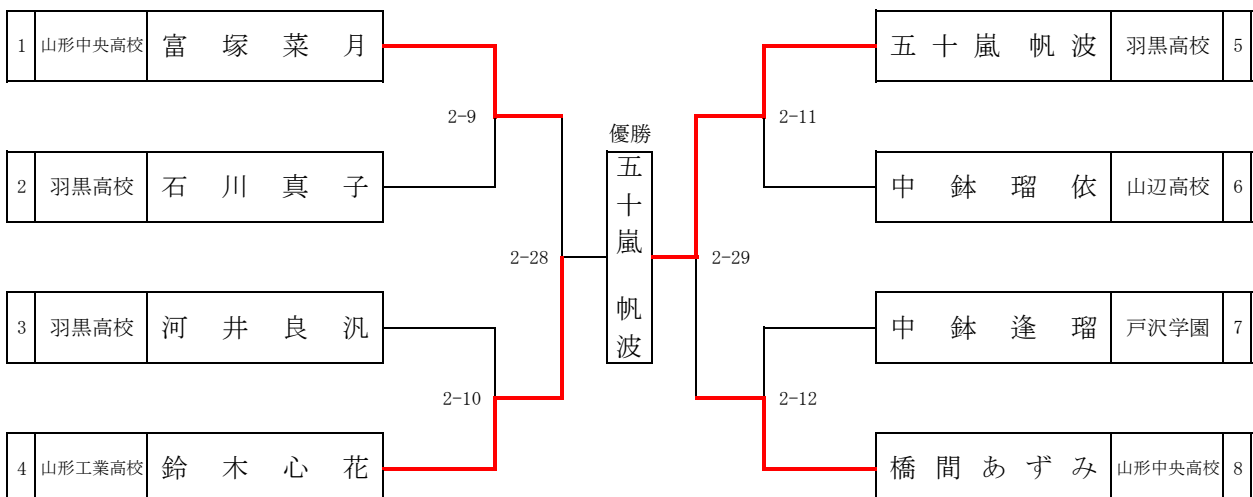 1 山形中央高校 富塚菜月
五十嵐帆波 羽黒高校 5
2-9
2-11
優勝
五十嵐 帆波
2 羽黒高校 石川真子
中鉢瑠依 山辺高校 6
2-28
2-29
3 羽黒高校 河井良汎
中鉢逢瑠 戸沢学園 7
2-10
2-12
4 山形工業高校 鈴木心花
橋間あずみ 山形中央高校 8